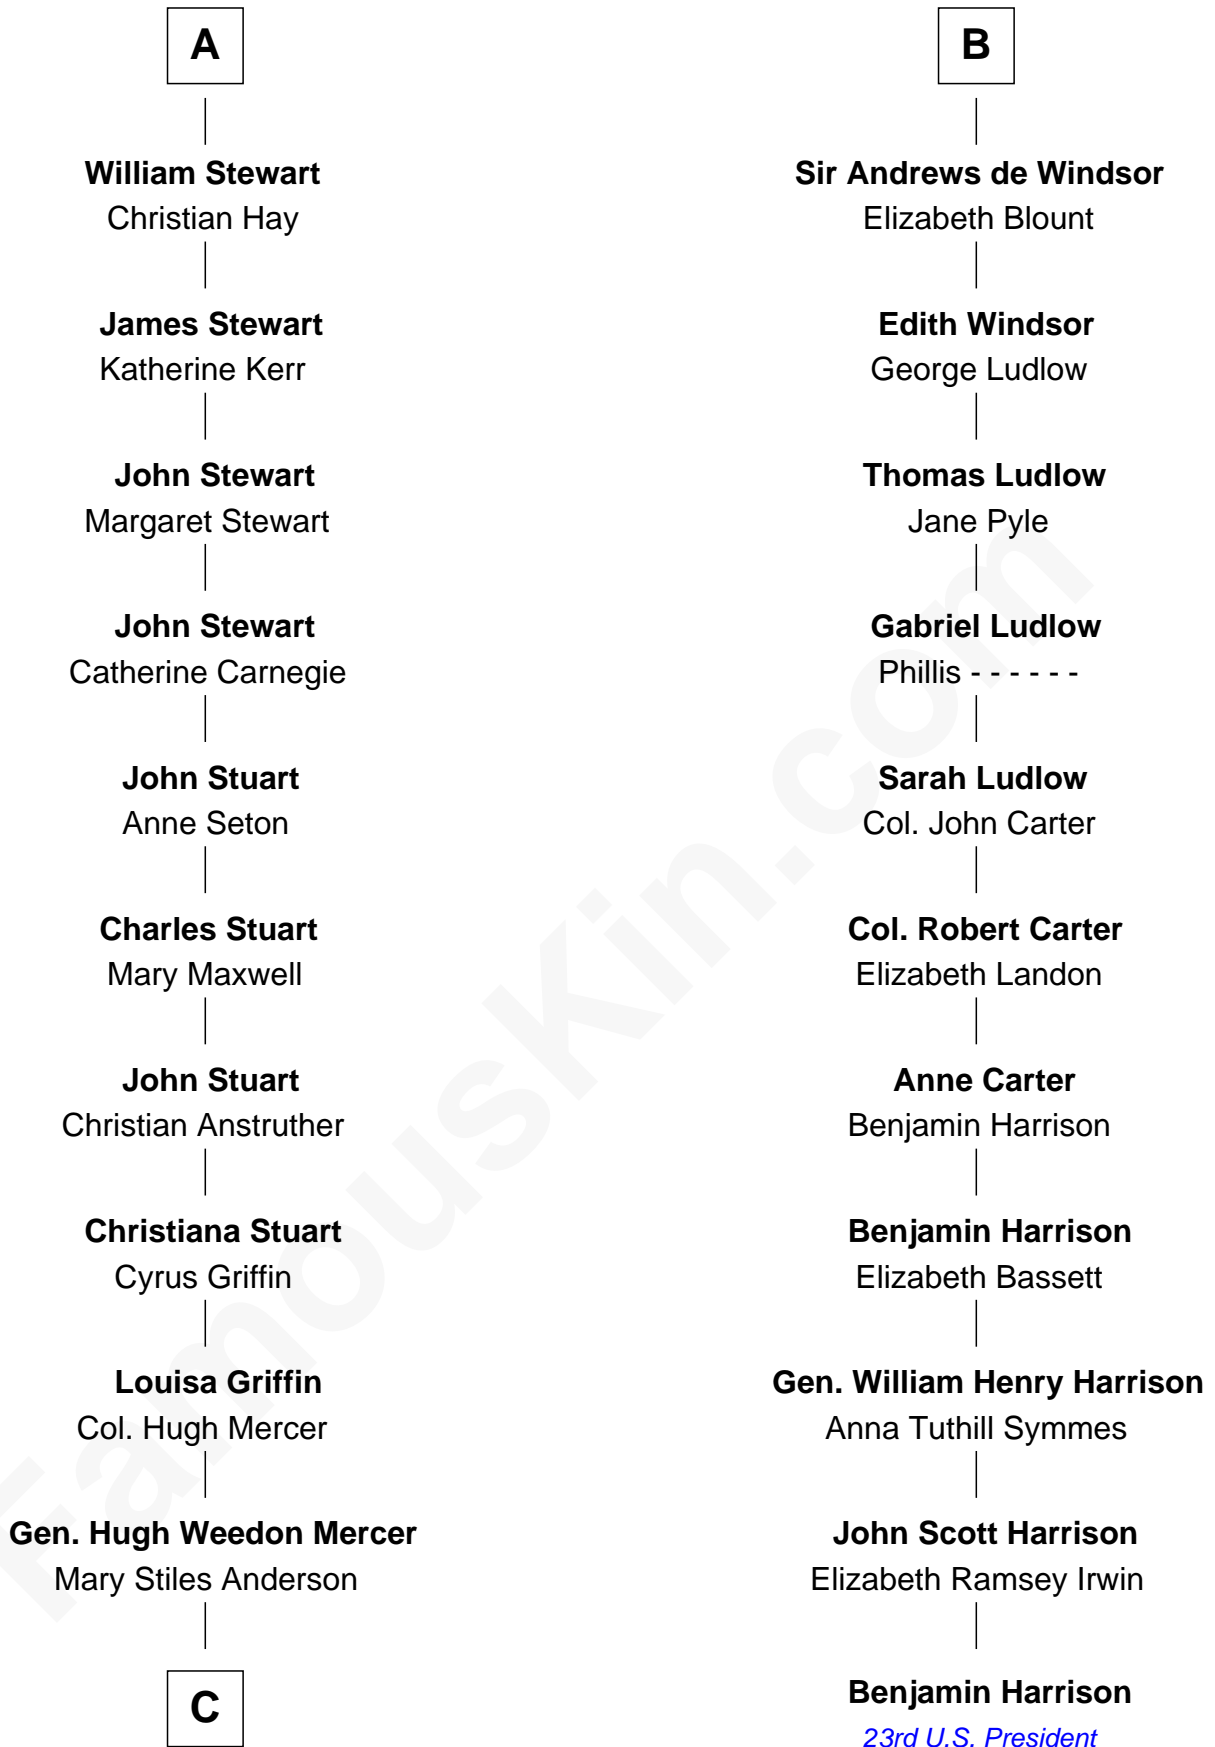 A
William Stewart
Christian Hay
James Stewart
Katherine Kerr
John Stewart
Margaret Stewart
John Stewart
Catherine Carnegie
John Stuart
Anne Seton
Charles Stuart
Mary Maxwell
John Stuart
Christian Anstruther
Christiana Stuart
Cyrus Griffin
Louisa Griffin
Col. Hugh Mercer
Gen. Hugh Weedon Mercer
Mary Stiles Anderson
C
B
Sir Andrews de Windsor
Elizabeth Blount
Edith Windsor
George Ludlow
Thomas Ludlow
Jane Pyle
Gabriel Ludlow
Phillis - - - - - -
Sarah Ludlow
Col. John Carter
Col. Robert Carter
Elizabeth Landon
Anne Carter
Benjamin Harrison
Benjamin Harrison
Elizabeth Bassett
Gen. William Henry Harrison
Anna Tuthill Symmes
John Scott Harrison
Elizabeth Ramsey Irwin
Benjamin Harrison
23rd U.S. President
FamousKin.com